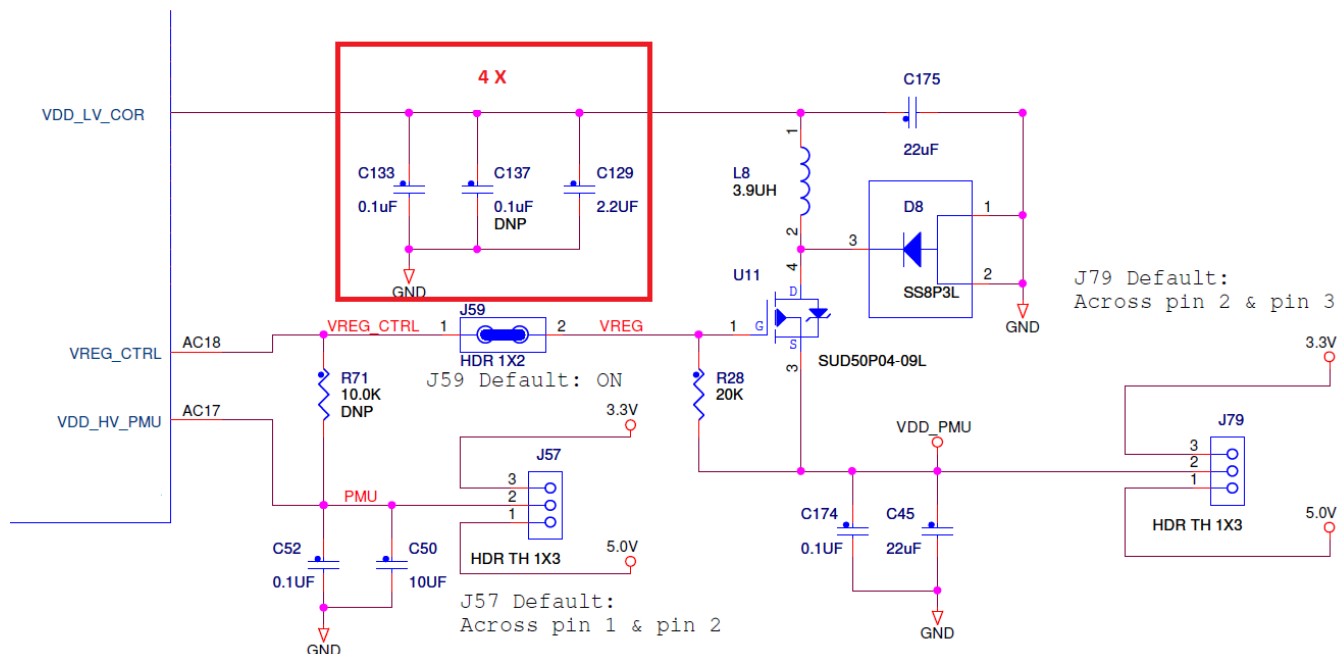 4 X
C175
VDD_LV_COR
22uF
1
C133
0.1uF
C137
0.1uF
DNP
C129
2.2UF
L8
3.9UH
2
D8
1
3
2
SS8P3L
GND
GND
U11
4
D
1
G
S
3
SUD50P04-09L
J79 Default:
Across pin 2 & pin 3
J59
VREG_CTRL
1
2
VREG
HDR 1X2
J59 Default: ON
VREG_CTRL
AC18
R71
10.0K
DNP
R28
20K
3.3V
VDD_HV_PMU
AC17
3.3V
VDD_PMU
J79
3
2
1
HDR TH 1X3
5.0V
J57
3
2
1
PMU
HDR TH 1X3
5.0V
C52
0.1UF
C50
10UF
C174
0.1UF
C45
22uF
J57 Default:
Across pin 1 & pin 2
GND
GND